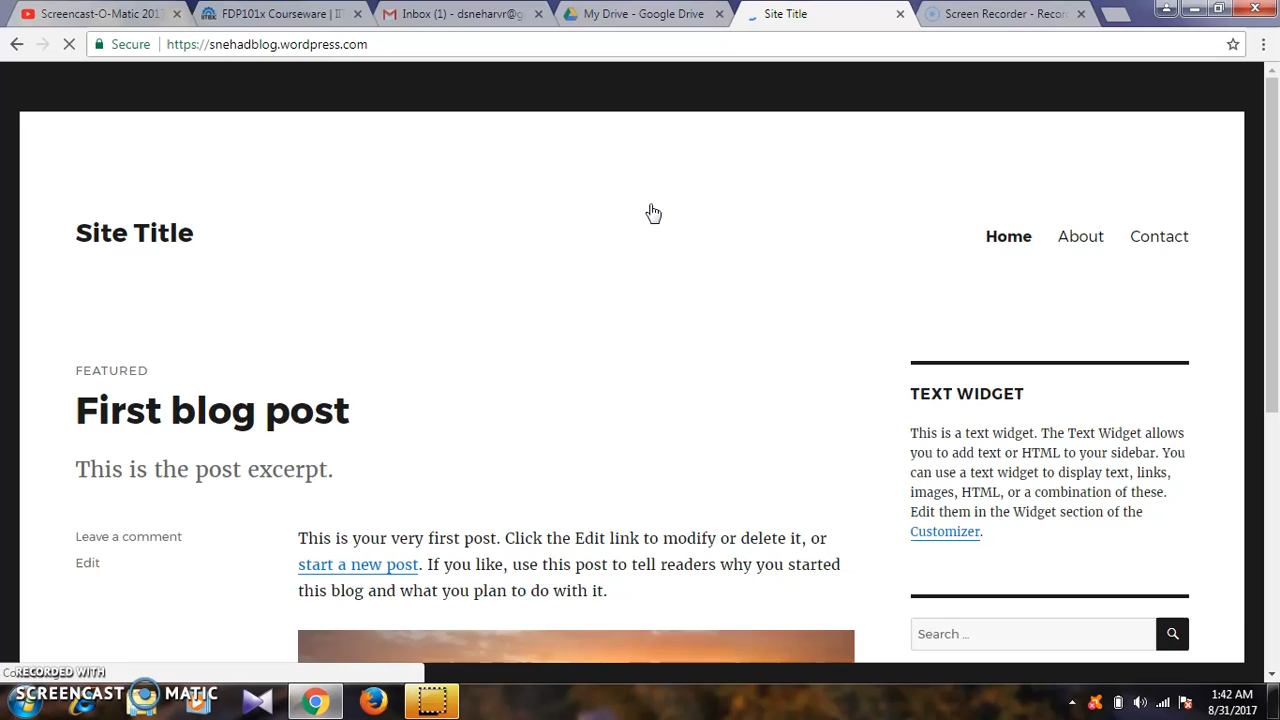 Screencast-O-Matic 2017
FDP101x Courseware | IIT
Inbox (1) - dmeharvr@g
My Drive - Google Drive
Site Title
Screen Recorder - Recor
Secure
https://snehadblog.wordpress.com
Site Title
Home
About
Contact
FEATURED
First blog post
This is the post excerpt.
Leave a comment
Edit
This is your very first post. Click the Edit link to modify or delete it, or
start a new post. If you like, use this post to tell readers why you started
this blog and what you plan to do with it.
TEXT WIDGET
This is a text widget. The Text Widget allows
you to add text or HTML to your sidebar. You
can use a text widget to display text, links,
images, HTML, or a combination of these.
Edit them in the Widget section of the
Customizer.
Search …
RECORDED WITH
SCREENCAST MATIC
1:42 AM
8/31/2017